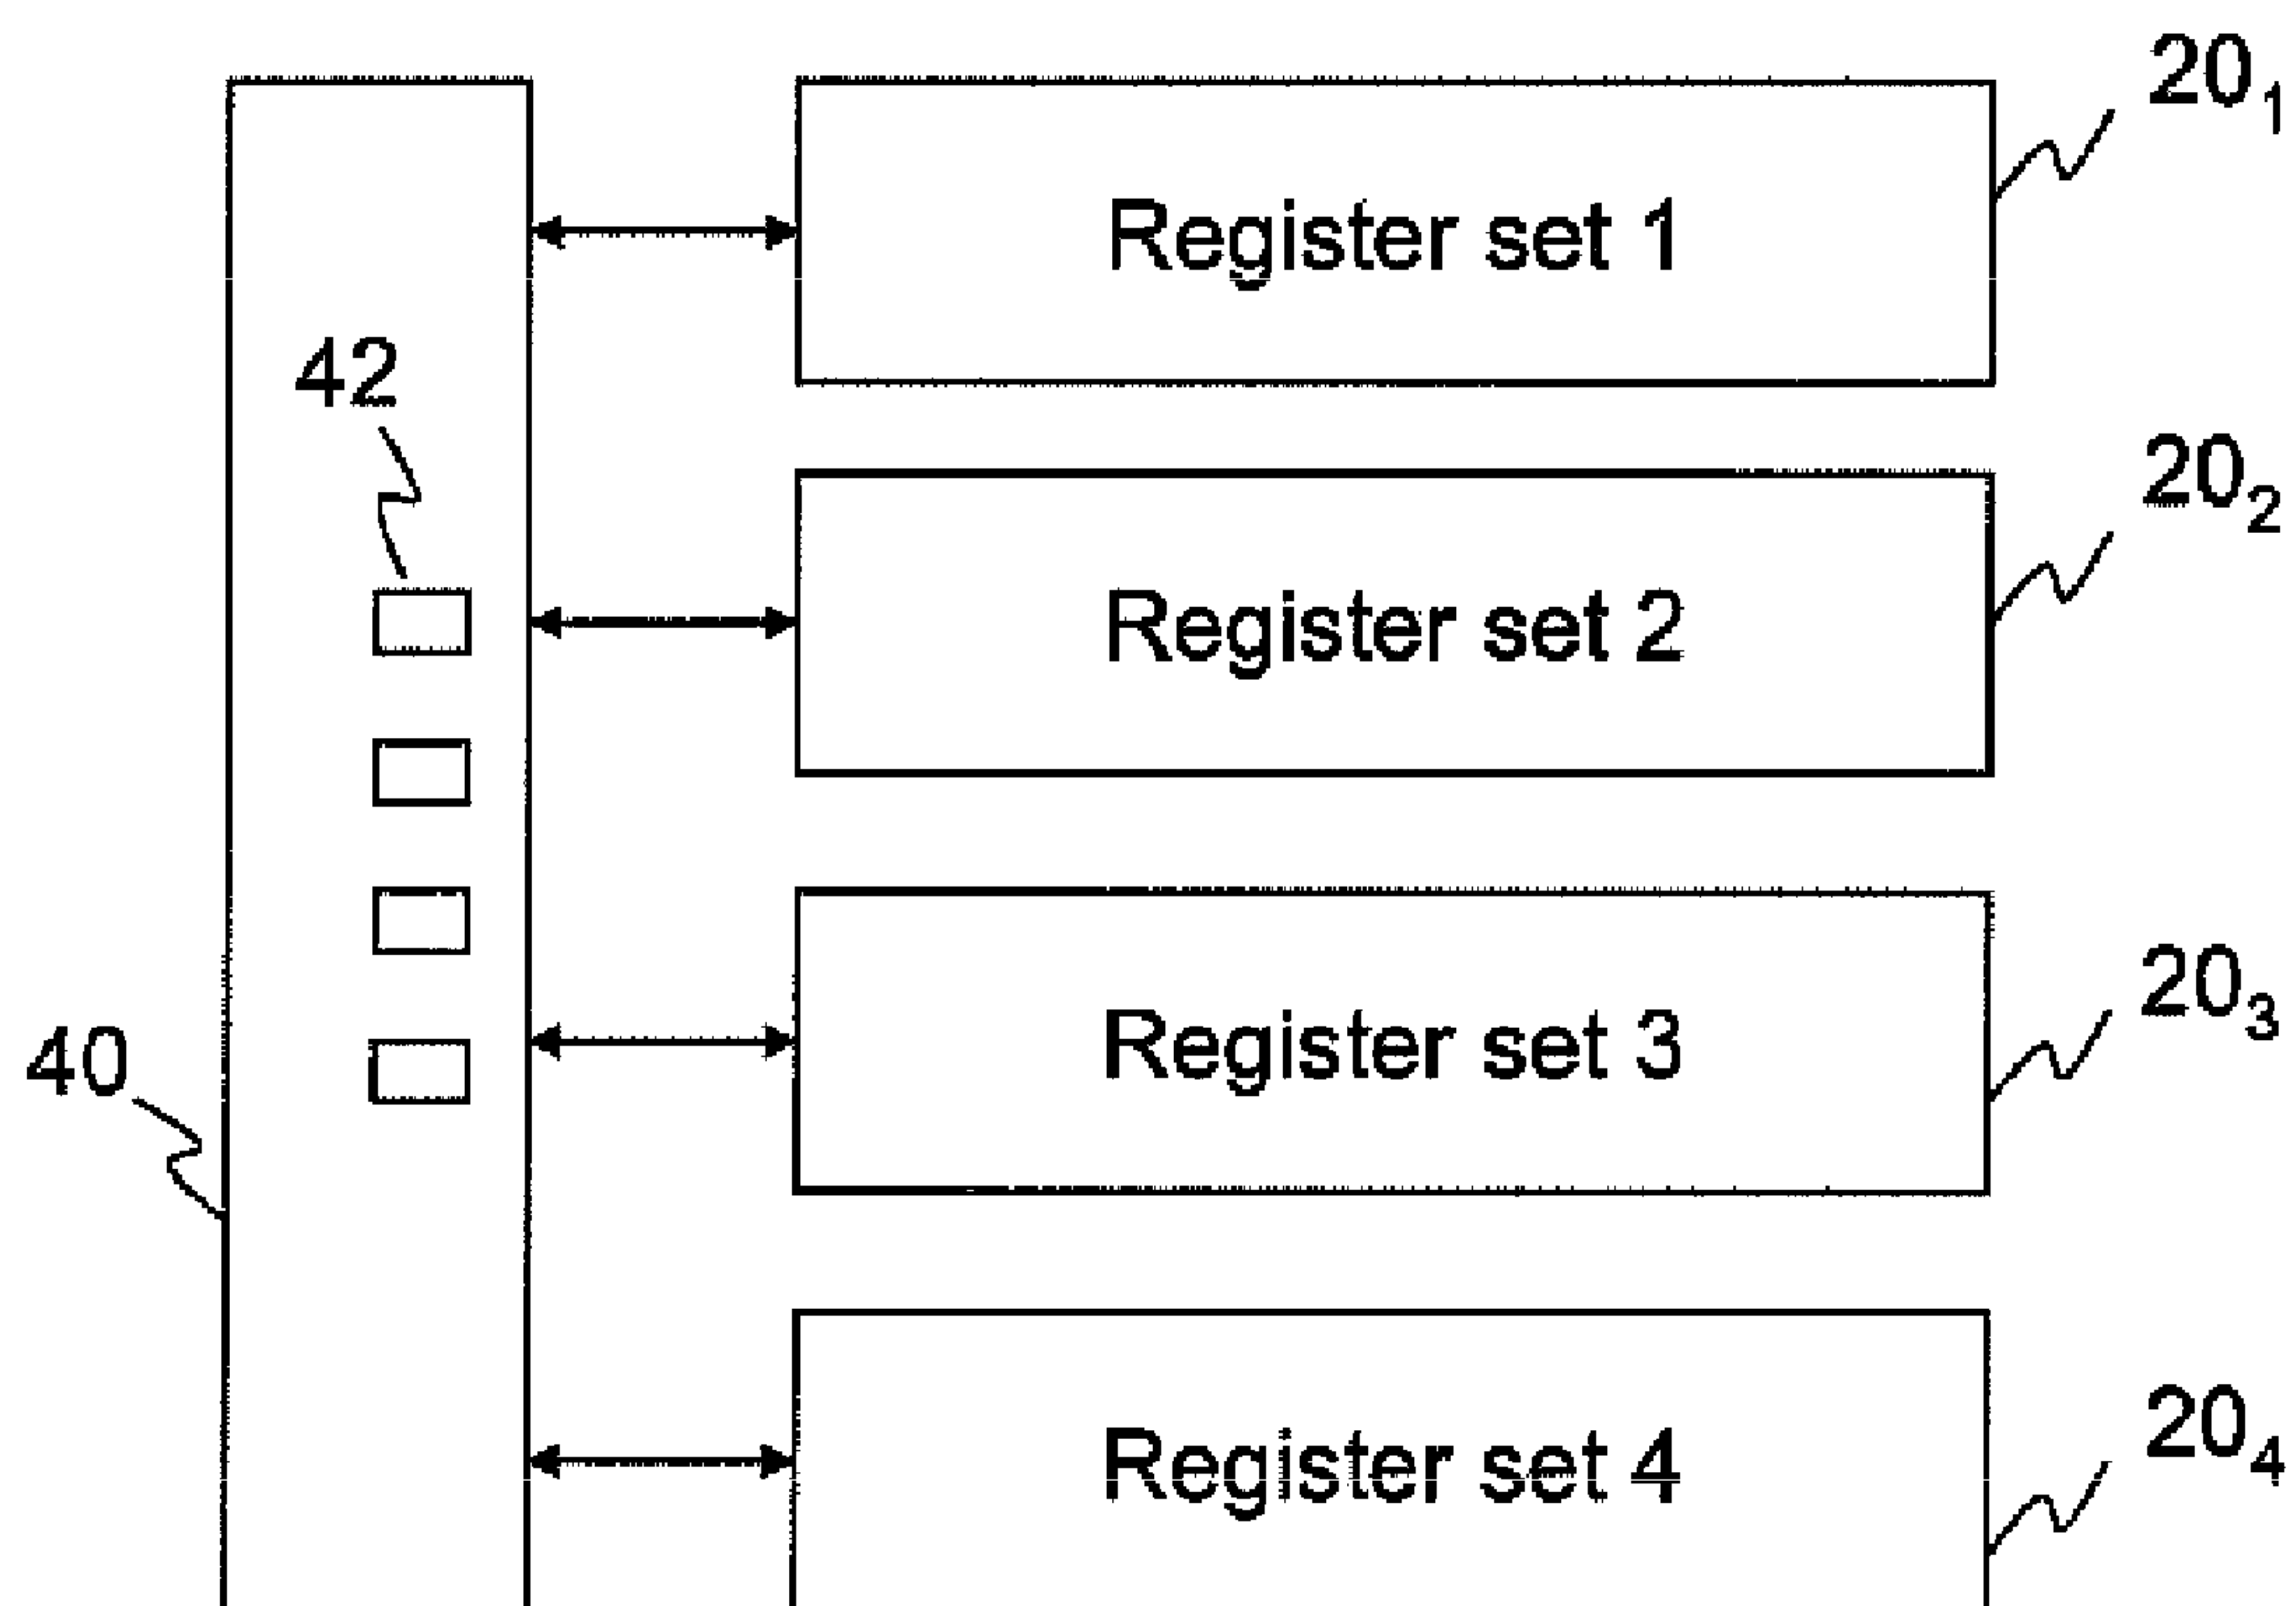 20₁
Register set 1
42
20₂
Register set 2
20₃
Register set 3
40
20₄
Register set 4